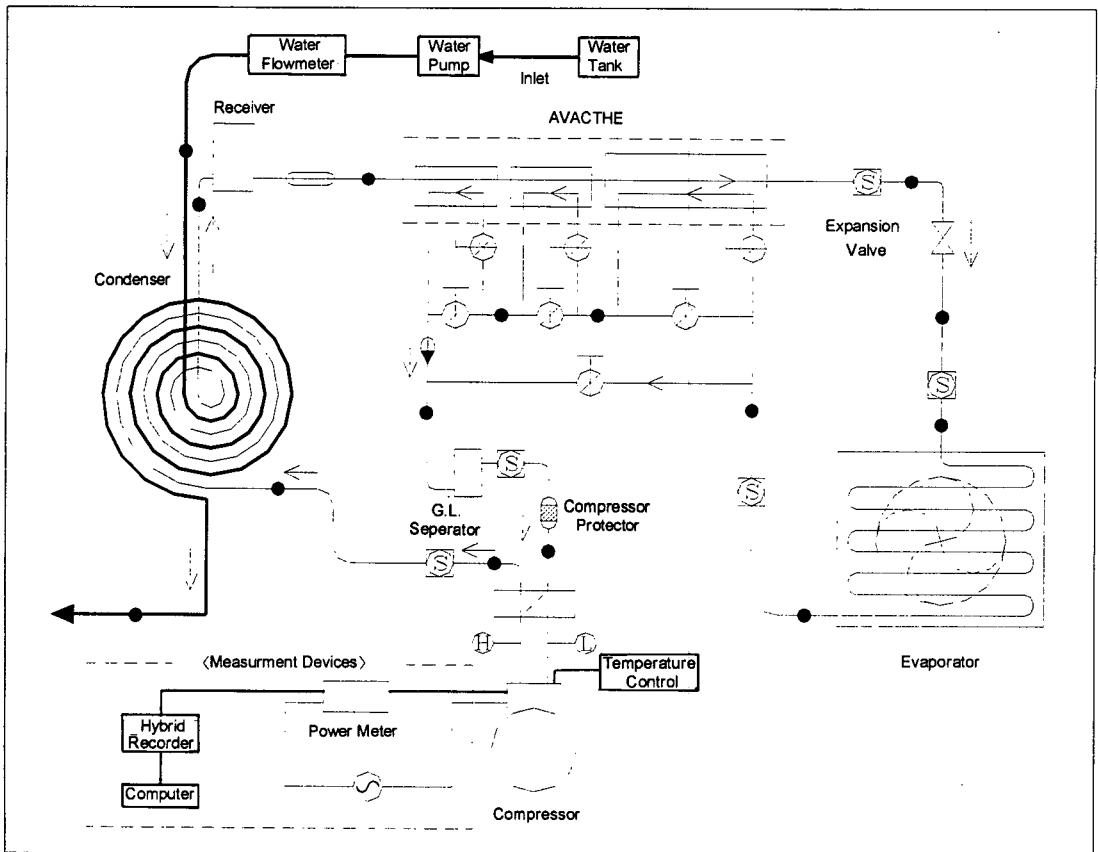 Water
Flowmeter
Water
Pump
Water
Tank
Inlet
Receiver
AVACTHE
S
Expansion
Valve
Condenser
S
S
S
G.L.
Seperator
Compressor
Protector
S
H
L
Evaporator
<Measurment Devices>
Temperature
Control
Hybrid
Recorder
Power Meter
Computer
Compressor